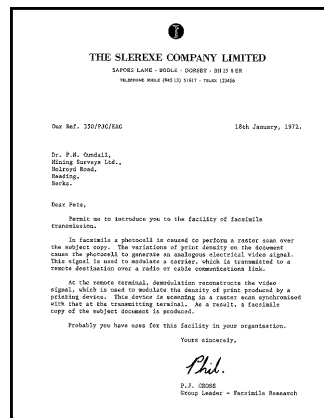 THE SLEREXE COMPANY LIMITED
SAPORS LANE - BOOLE - DORSET - BH 25 8 ER
TELEPHONE BOOLE (945 13) 51617 - TELEX 123456
Our Ref. 350/PJC/EAC 18th January, 1972.
Dr. P.N. Cundall,
Mining Surveys Ltd.,
Holroyd Road,
Reading,
Berks.
Dear Pete,
Permit me to introduce you to the facility of facsimile
transmission.
In facsimile a photocell is caused to perform a raster scan over
the subject copy. The variations of print density on the document
cause the photocell to generate an analogous electrical video signal.
This signal is used to modulate a carrier, which is transmitted to a
remote destination over a radio or cable communications link.
At the remote terminal, demodulation reconstructs the video
signal, which is used to modulate the density of print produced by a
printing device. This device is scanning in a raster scan synchronised
with that at the transmitting terminal. As a result, a facsimile
copy of the subject document is produced.
Probably you have uses for this facility in your organisation.
Yours sincerely,
Phil.
P.J. CROSS
Group Leader - Facsimile Research